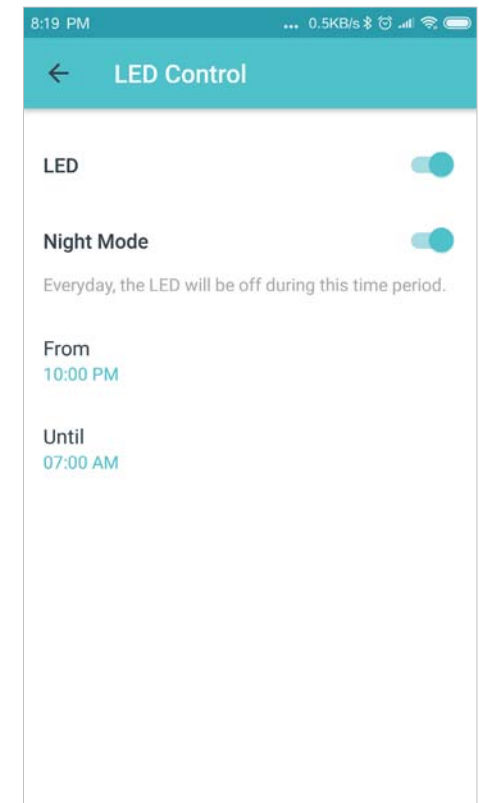 8:19 PM ... 0.5KB/s
LED Control
LED
Night Mode
Everyday, the LED will be off during this time period.
From
10:00 PM
Until
07:00 AM